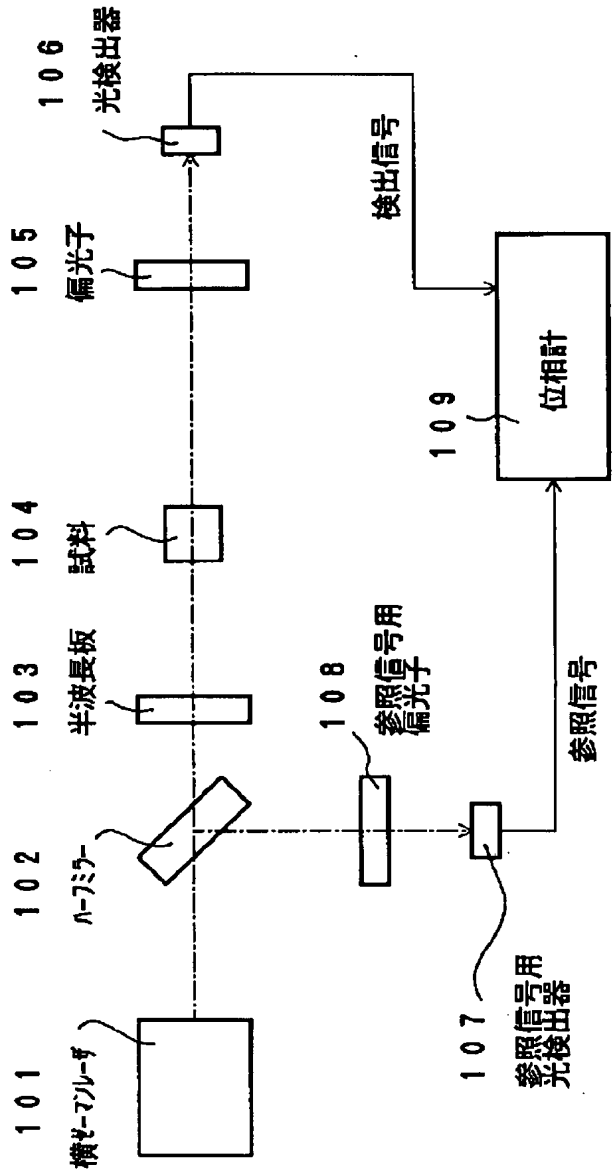 101
横ゼーマンレーザ
102
ハーフミラー
103
半波長板
104
試料
105
偏光子
106
光検出器
検出信号
109
位相計
108
参照信号用
偏光子
107
参照信号用
光検出器
参照信号